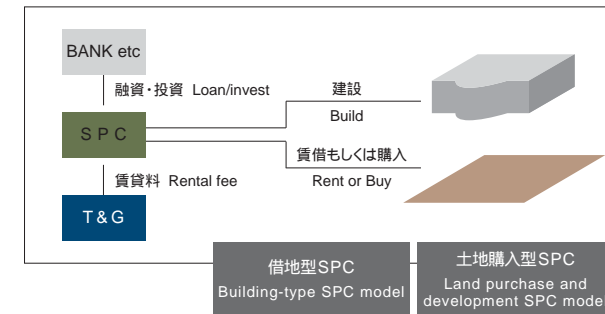 BANK etc
融資・投資 Loan/invest
建設
Build
SPC
賃借もしくは購入
Rent or Buy
賃貸料 Rental fee
T&G
借地型SPC
Building-type SPC model
土地購入型SPC
Land purchase and
development SPC model